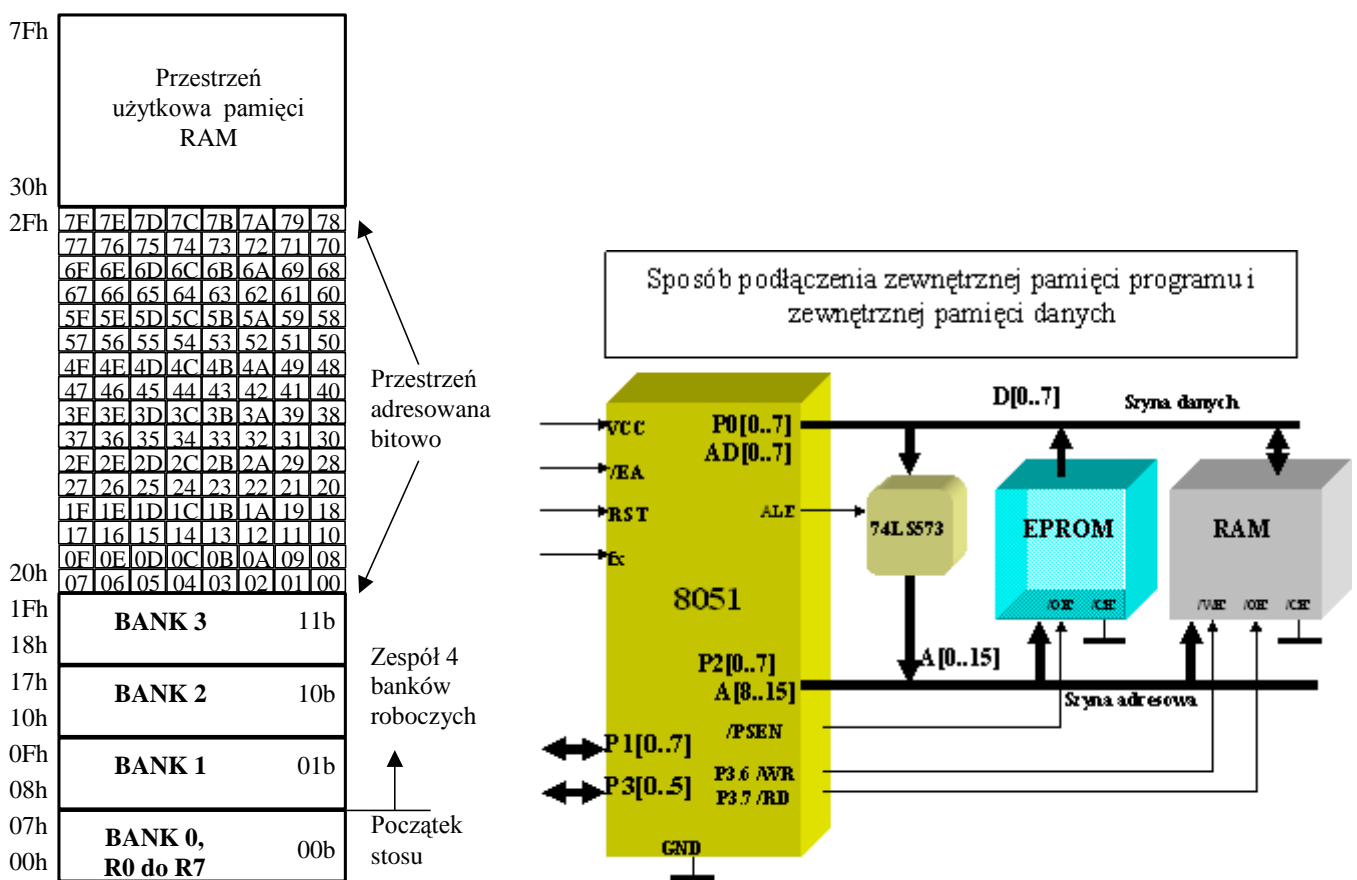 7Fh
Przestrzeń
użytkowa pamięci
RAM
30h
2Fh
7F 7E 7D 7C 7B 7A 79 78
77 76 75 74 73 72 71 70
6F 6E 6D 6C 6B 6A 69 68
67 66 65 64 63 62 61 60
5F 5E 5D 5C 5B 5A 59 58
57 56 55 54 53 52 51 50
4F 4E 4D 4C 4B 4A 49 48
47 46 45 44 43 42 41 40
3F 3E 3D 3C 3B 3A 39 38
37 36 35 34 33 32 31 30
2F 2E 2D 2C 2B 2A 29 28
27 26 25 24 23 22 21 20
1F 1E 1D 1C 1B 1A 19 18
17 16 15 14 13 12 11 10
0F 0E 0D 0C 0B 0A 09 08
20h
07 06 05 04 03 02 01 00
Przestrzeń
adresowana
bitowo
1Fh
BANK 3 11b
18h
17h
BANK 2 10b
10h
0Fh
BANK 1 01b
08h
07h
BANK 0,
R0 do R7
00b
00h
Zespół 4
banków
roboczych
Początek
stosu
Sposób podłączenia zewnętrznej pamięci programu i
zewnętrznej pamięci danych
VCC
/EA
RST
fx
P0[0..7]
AD[0..7]
ALE
8051
P2[0..7]
A[8..15]
/PSEN
P1[0..7]
P3[0..5]
P3.6 /WR
P3.7 /RD
GND
D[0..7]
Szyna danych
74LS573
EPROM
/OE /CE
RAM
/WE /OE /CE
A[0..15]
Szyna adresowa